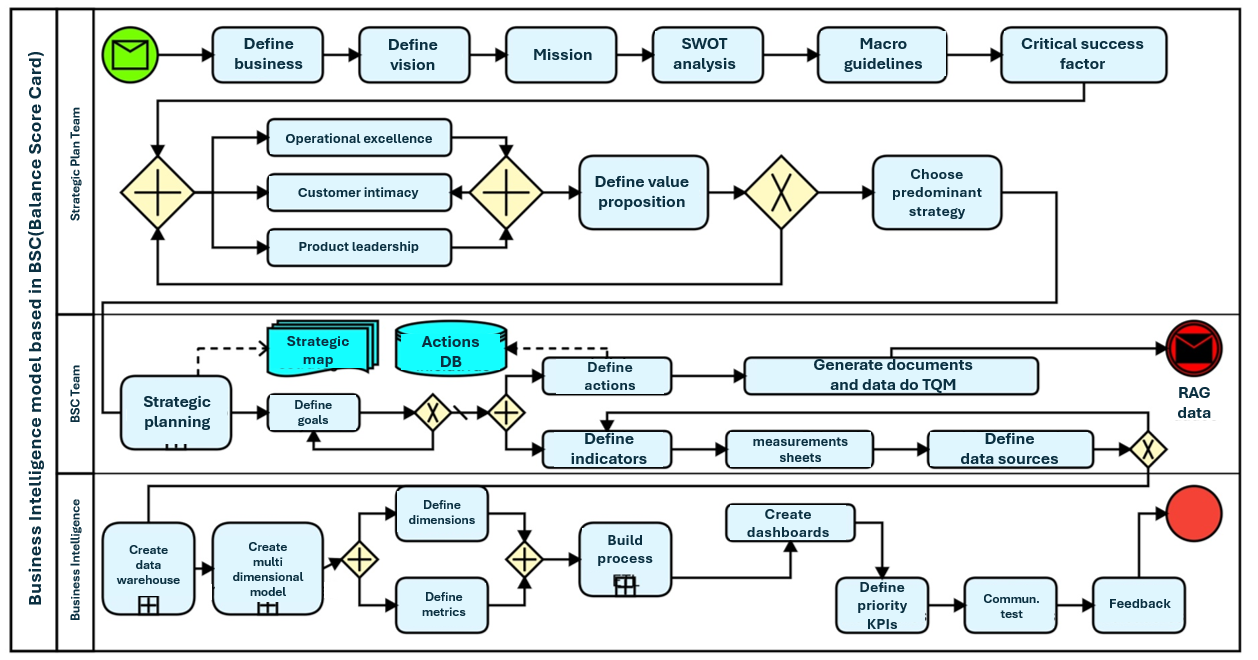 Business Intelligence model based in BSC(Balance Score Card)
Strategic Plan Team
Define
business
Define
vision
Mission
SWOT
analysis
Macro
guidelines
Critical success
factor
Operational excellence
Customer intimacy
Product leadership
Define value
proposition
X
Choose
predominant
strategy
BSC Team
Strategic
map
Actions
DB
Define
actions
Generate documents
and data do TQM
RAG
data
Strategic
planning
Define
goals
X
Define
indicators
measurements
sheets
Define
data sources
X
Business Intelligence
Create
data
warehouse
Create
multi
dimensional
model
Define
dimensions
Define
metrics
Build
process
Create
dashboards
Define
priority
KPIs
Commun.
test
Feedback